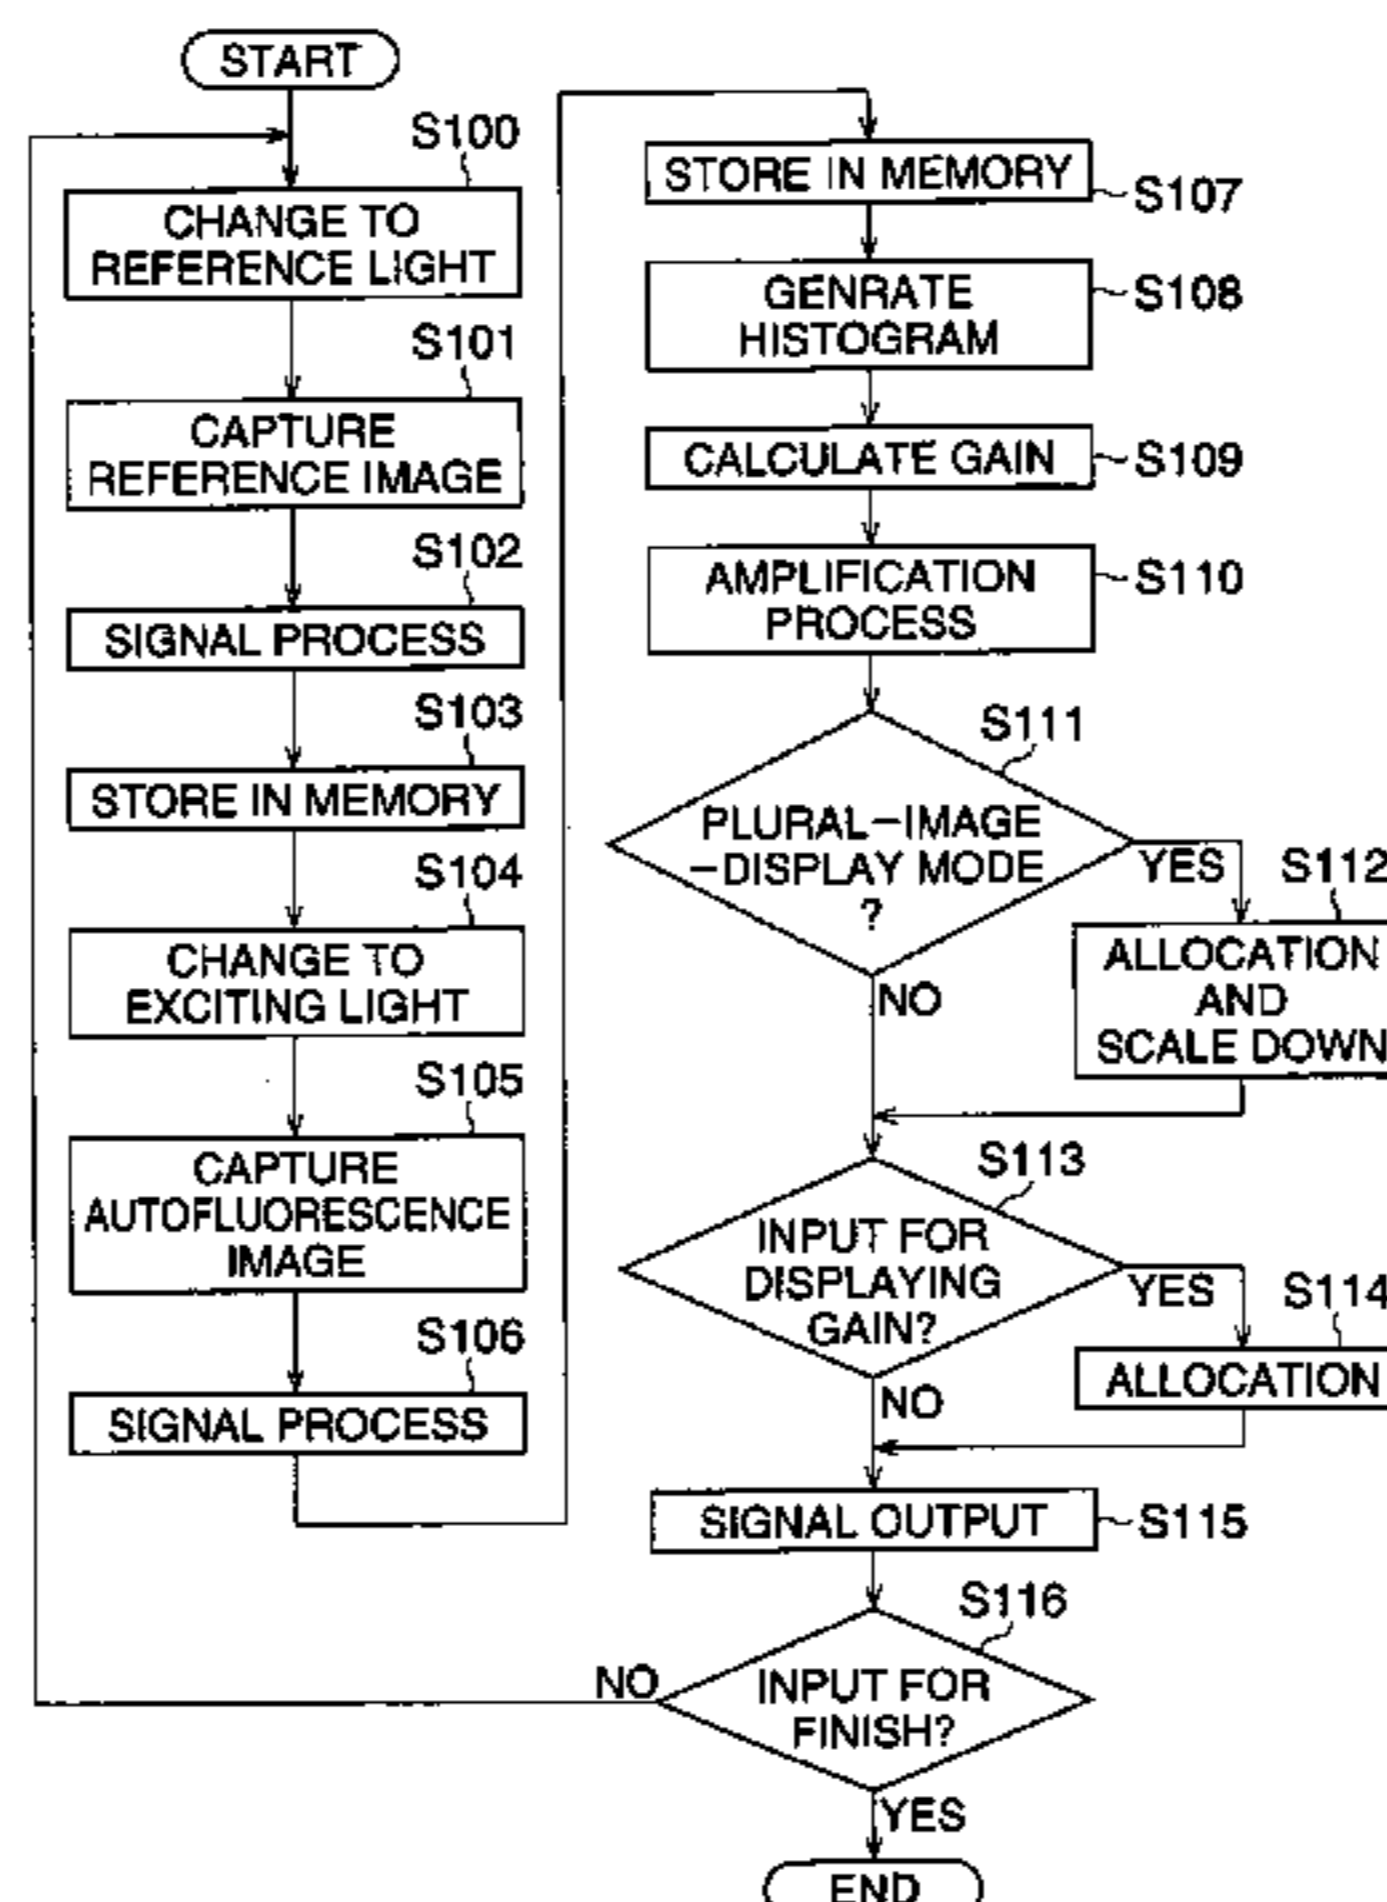 START
S100
CHANGE TO
REFERENCE LIGHT
S101
CAPTURE
REFERENCE IMAGE
S102
SIGNAL PROCESS
S103
STORE IN MEMORY
S104
CHANGE TO
EXCITING LIGHT
S105
CAPTURE
AUTOFLUORESCENCE
IMAGE
S106
SIGNAL PROCESS
STORE IN MEMORY
S107
GENRATE
HISTOGRAM
S108
CALCULATE GAIN
S109
AMPLIFICATION
PROCESS
S110
S111
PLURAL-IMAGE
-DISPLAY MODE
?
YES
NO
S112
ALLOCATION
AND
SCALE DOWN
S113
INPUT FOR
DISPLAYING
GAIN?
YES
NO
S114
ALLOCATION
SIGNAL OUTPUT
S115
S116
INPUT FOR
FINISH?
NO
YES
END